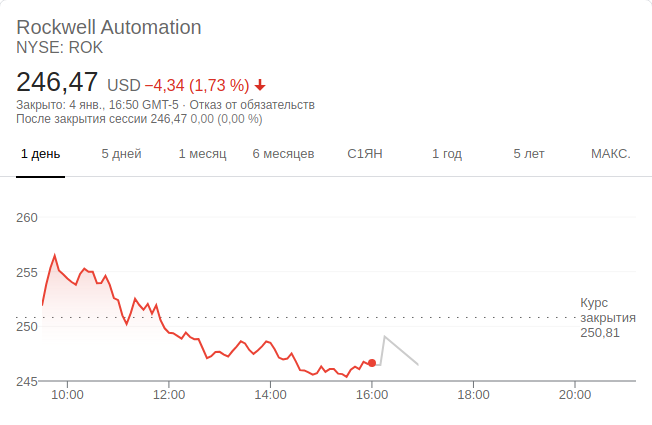 Rockwell Automation
NYSE: ROK
246,47 USD −4,34 (1,73 %)
Закрыто: 4 янв., 16:50 GMT-5 · Отказ от обязательств
После закрытия сессии 246,47 0,00 (0,00 %)
1 день 5 дней 1 месяц 6 месяцев С1ЯН 1 год 5 лет МАКС.
260
255
250
245
Курс
закрытия
250,81
10:00 12:00 14:00 16:00 18:00 20:00